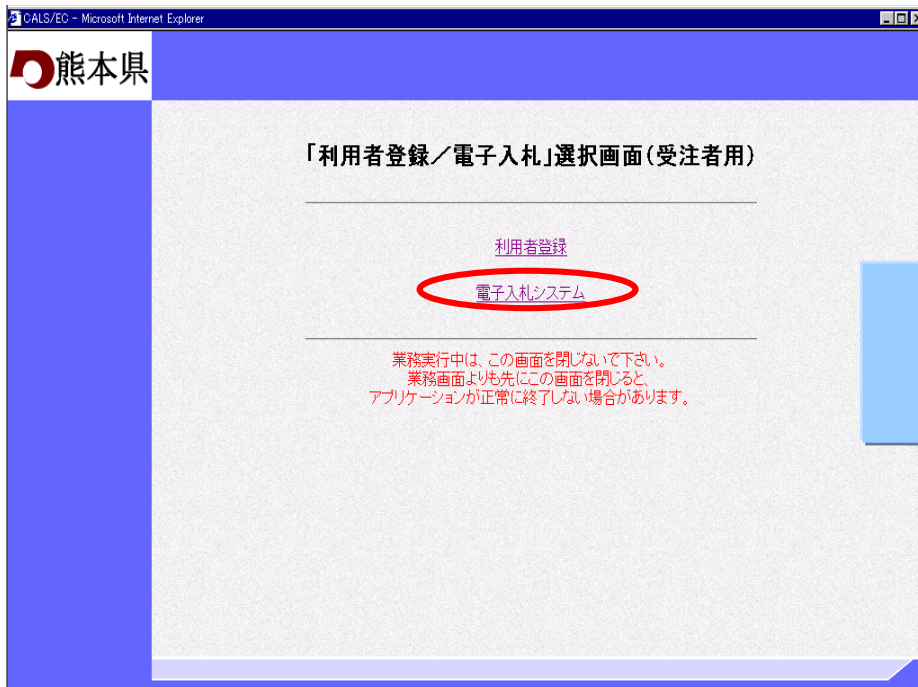 CALS/EC - Microsoft Internet Explorer
熊本県
「利用者登録／電子入札」選択画面(受注者用)
利用者登録
電子入札システム
業務実行中は、この画面を閉じないで下さい。
業務画面よりも先にこの画面を閉じると、
アプリケーションが正常に終了しない場合があります。